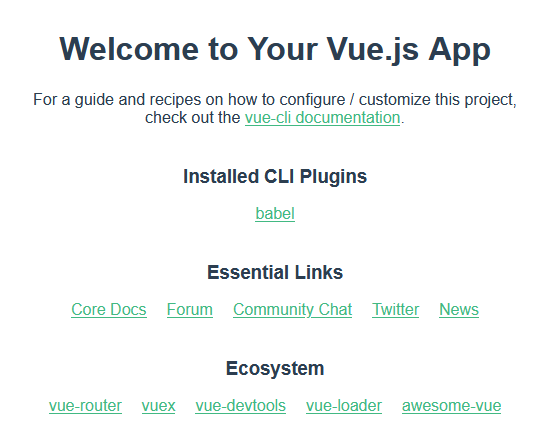 Welcome to Your Vue.js App
For a guide and recipes on how to configure / customize this project,
check out the vue-cli documentation.
Installed CLI Plugins
babel
Essential Links
Core Docs Forum Community Chat Twitter News
Ecosystem
vue-router vuex vue-devtools vue-loader awesome-vue